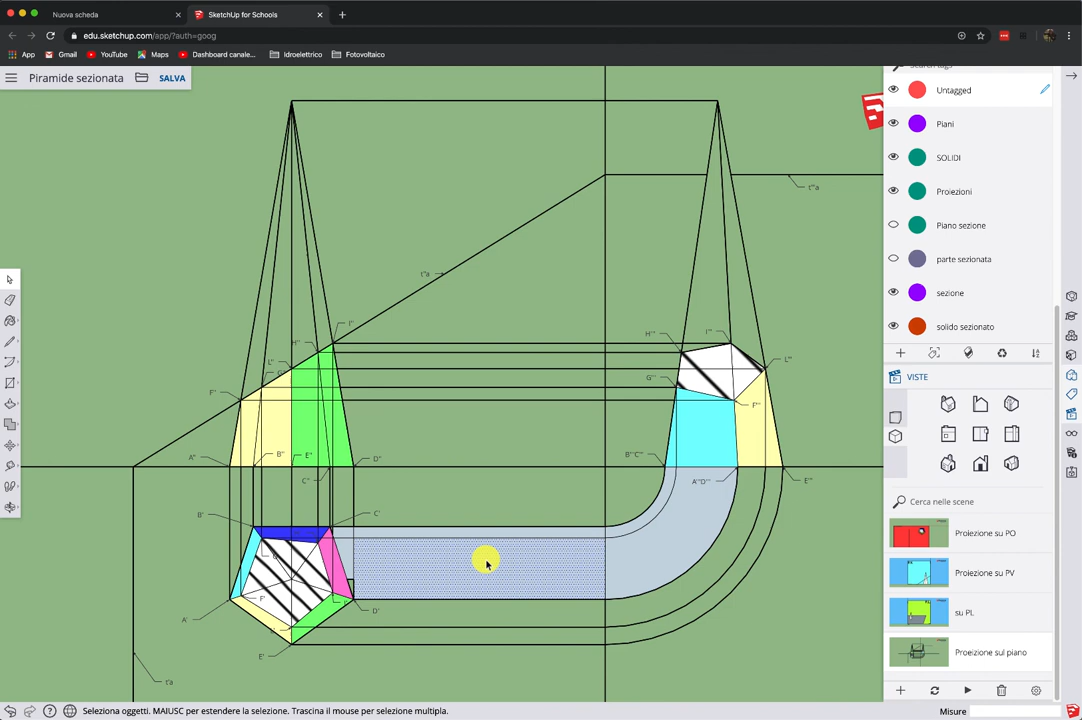 Nuova scheda
SketchUp for Schools
edu.sketchup.com/app/?auth=goog
App
Gmail
YouTube
Maps
Dashboard canale...
Idroelettrico
Fotovoltaico
Piramide sezionata
SALVA
Search tags
Untagged
Piani
SOLIDI
Proiezioni
Piano sezione
parte sezionata
sezione
solido sezionato
VISTE
Cerca nelle scene
Proiezione su PO
Proiezione su PV
su PL
Proeizione sul piano
t'''a
t''a
I''
H''
L''
G''
F''
A''
B''
E''
C''
D''
H'''
I'''
L'''
G'''
F'''
B'''C'''
A'''D'''
E'''
B'
C'
F'
A'
D'
E'
t'a
Seleziona oggetti. MAIUSC per estendere la selezione. Trascina il mouse per selezione multipla.
Misure